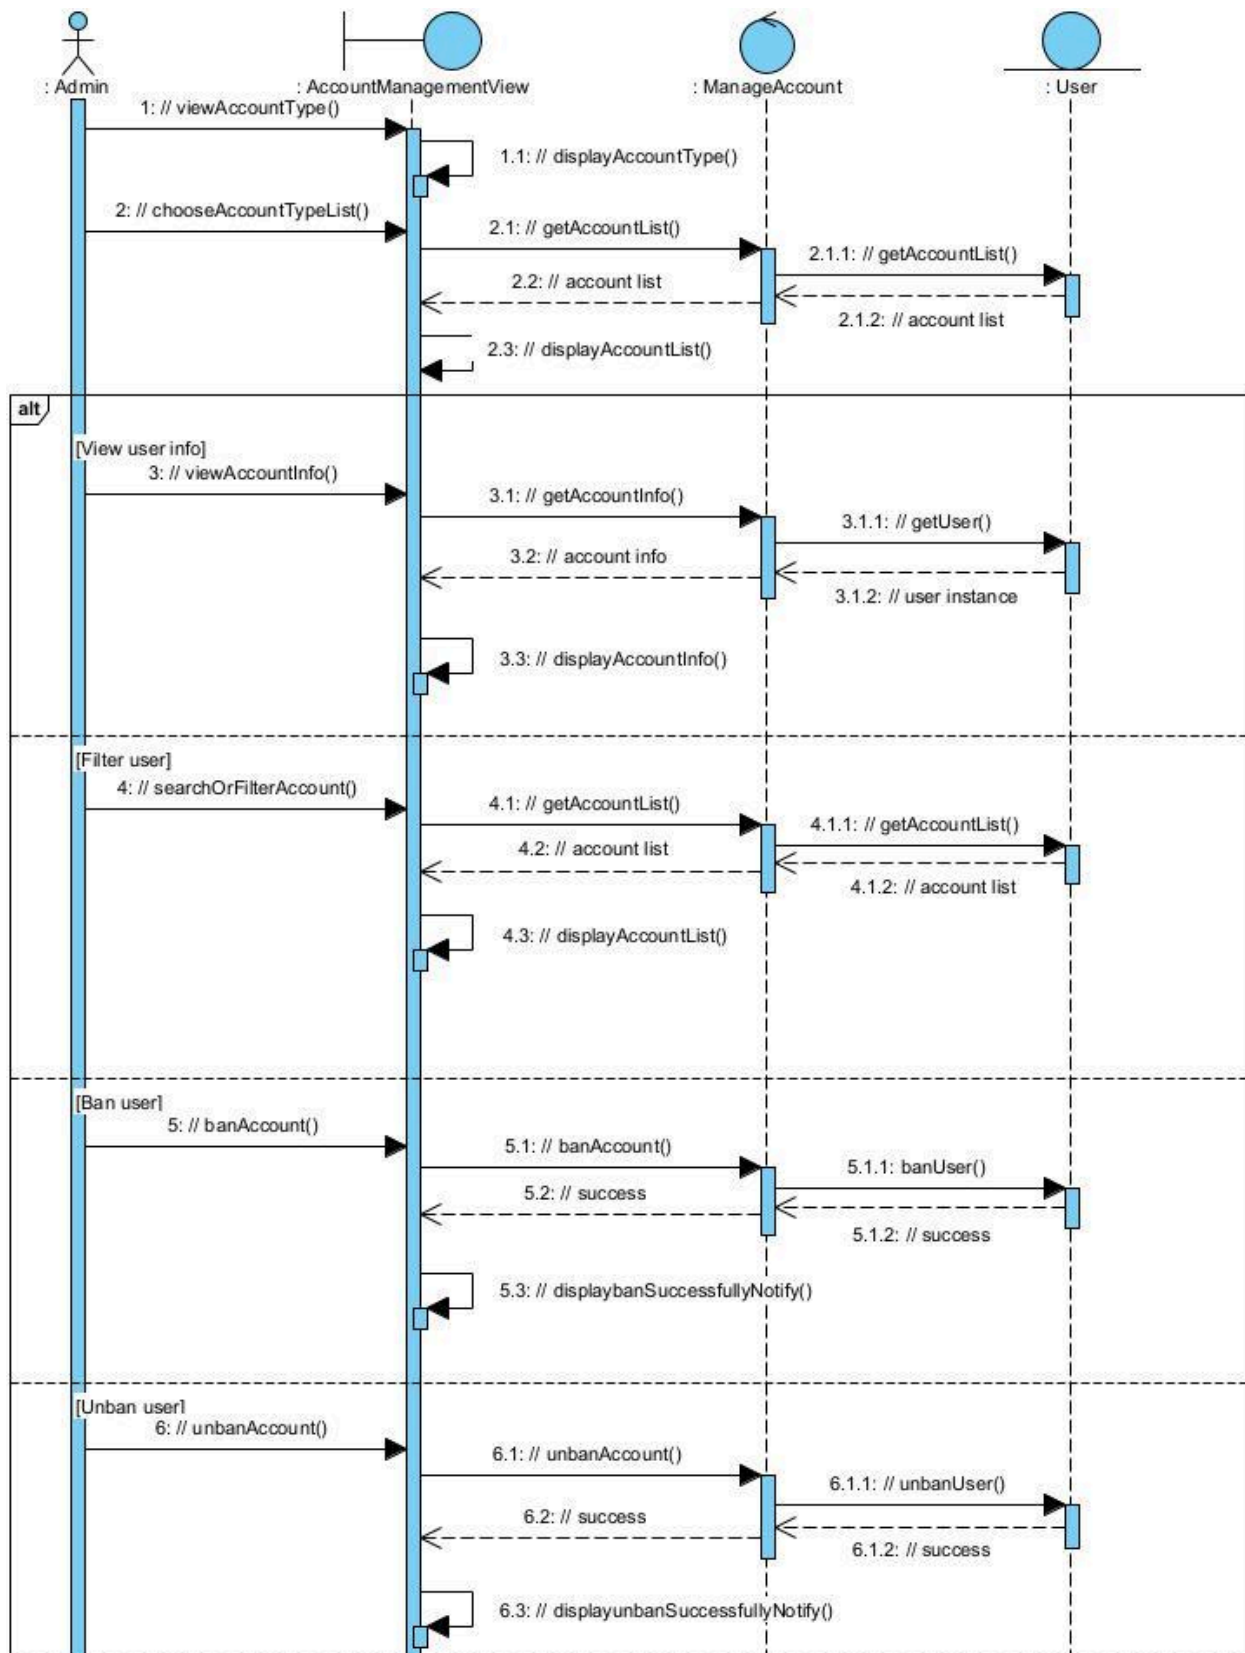 : Admin
: AccountManagementView
: ManageAccount
: User
1: // viewAccountType()
1.1: // displayAccountType()
2: // chooseAccountTypeList()
2.1: // getAccountList()
2.1.1: // getAccountList()
2.2: // account list
2.1.2: // account list
2.3: // displayAccountList()
alt
[View user info]
3: // viewAccountInfo()
3.1: // getAccountInfo()
3.1.1: // getUser()
3.2: // account info
3.1.2: // user instance
3.3: // displayAccountInfo()
[Filter user]
4: // searchOrFilterAccount()
4.1: // getAccountList()
4.1.1: // getAccountList()
4.2: // account list
4.1.2: // account list
4.3: // displayAccountList()
[Ban user]
5: // banAccount()
5.1: // banAccount()
5.1.1: banUser()
5.2: // success
5.1.2: // success
5.3: // displaybanSuccessfullyNotify()
[Unban user]
6: // unbanAccount()
6.1: // unbanAccount()
6.1.1: // unbanUser()
6.2: // success
6.1.2: // success
6.3: // displayunbanSuccessfullyNotify()